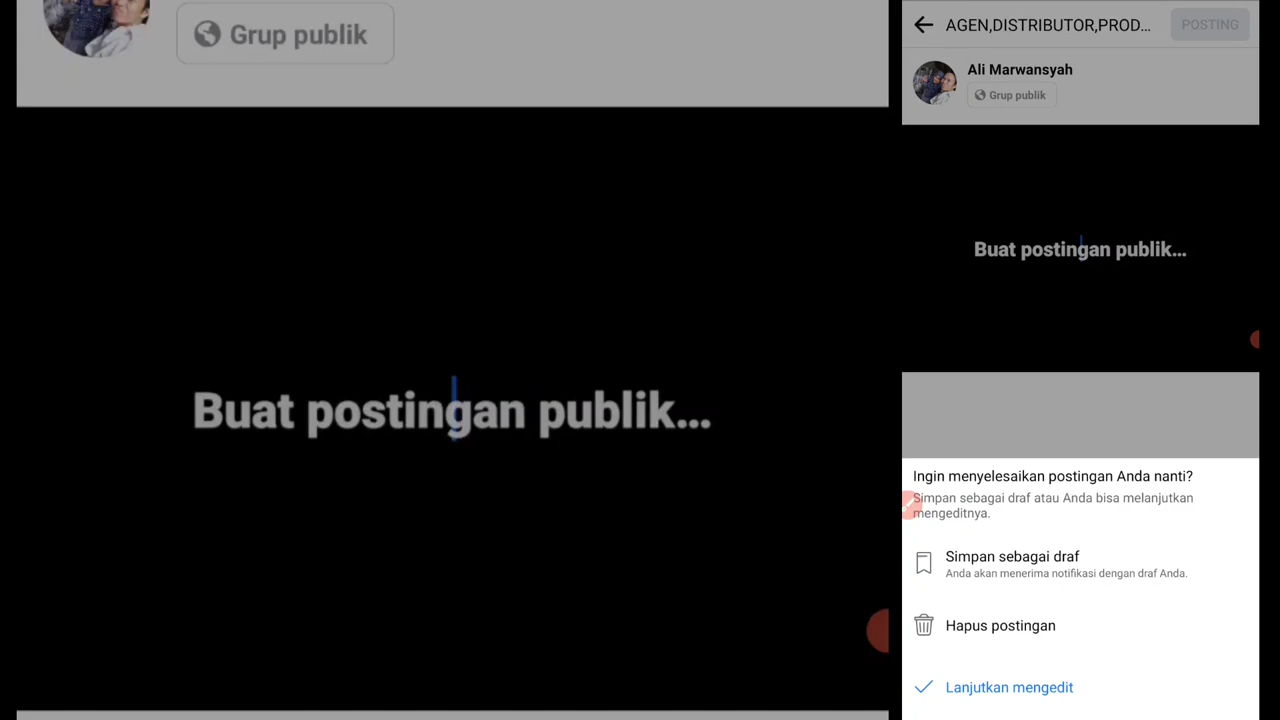 Grup publik
Buat postingan publik...
AGEN,DISTRIBUTOR,PROD...
POSTING
Ali Marwansyah
Grup publik
Buat postingan publik...
Ingin menyelesaikan postingan Anda nanti?
Simpan sebagai draf atau Anda bisa melanjutkan
mengeditnya.
Simpan sebagai draf
Anda akan menerima notifikasi dengan draf Anda.
Hapus postingan
Lanjutkan mengedit